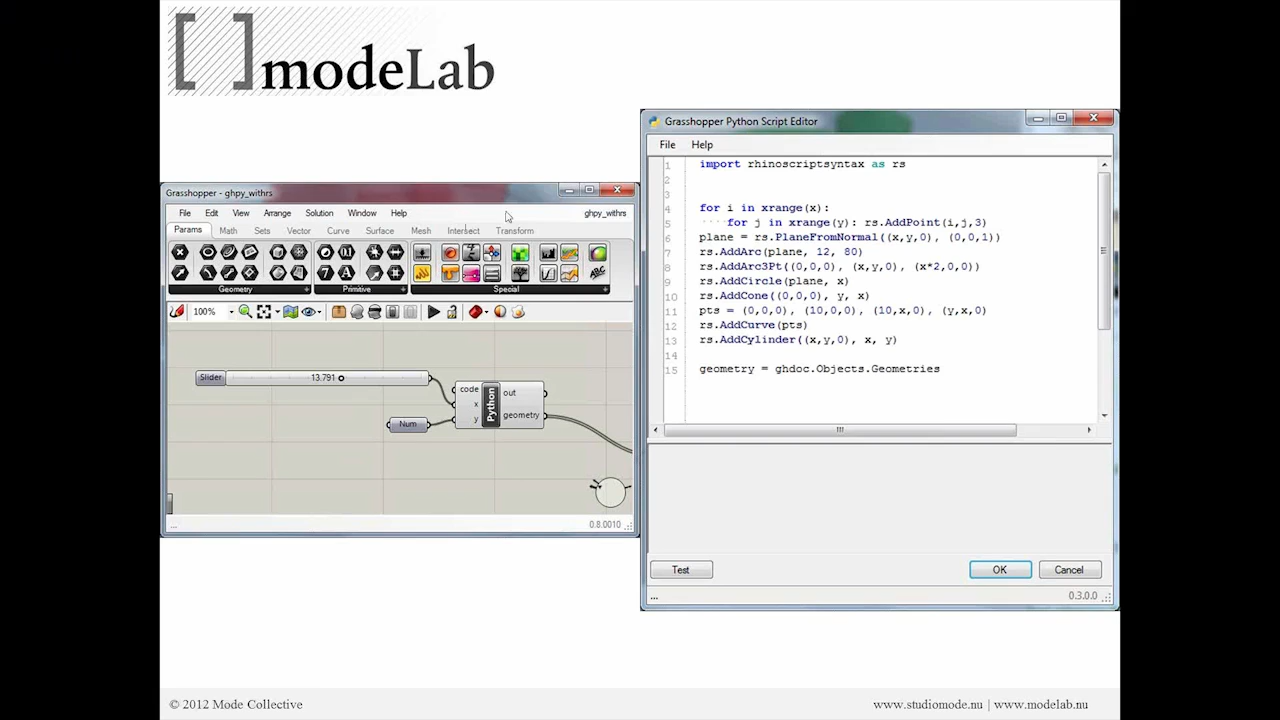 [ ] modeLab
Grasshopper - ghpy_withrs
File Edit View Arrange Solution Window Help ghpy_withrs
Params Math Sets Vector Curve Surface Mesh Intersect Transform
Geometry Primitive Special
100%
Slider 13.791
Num
code
x
y
Python
out
geometry
...
0.8.0010
Grasshopper Python Script Editor
File Help
1 import rhinoscriptsyntax as rs
2
3
4 for i in xrange(x):
5 ····for j in xrange(y): rs.AddPoint(i,j,3)
6 plane = rs.PlaneFromNormal((x,y,0), (0,0,1))
7 rs.AddArc(plane, 12, 80)
8 rs.AddArc3Pt((0,0,0), (x,y,0), (x*2,0,0))
9 rs.AddCircle(plane, x)
10 rs.AddCone((0,0,0), y, x)
11 pts = (0,0,0), (10,0,0), (10,x,0), (y,x,0)
12 rs.AddCurve(pts)
13 rs.AddCylinder((x,y,0), x, y)
14
15 geometry = ghdoc.Objects.Geometries
Test OK Cancel
... 0.3.0.0
© 2012 Mode Collective
www.studiomode.nu | www.modelab.nu